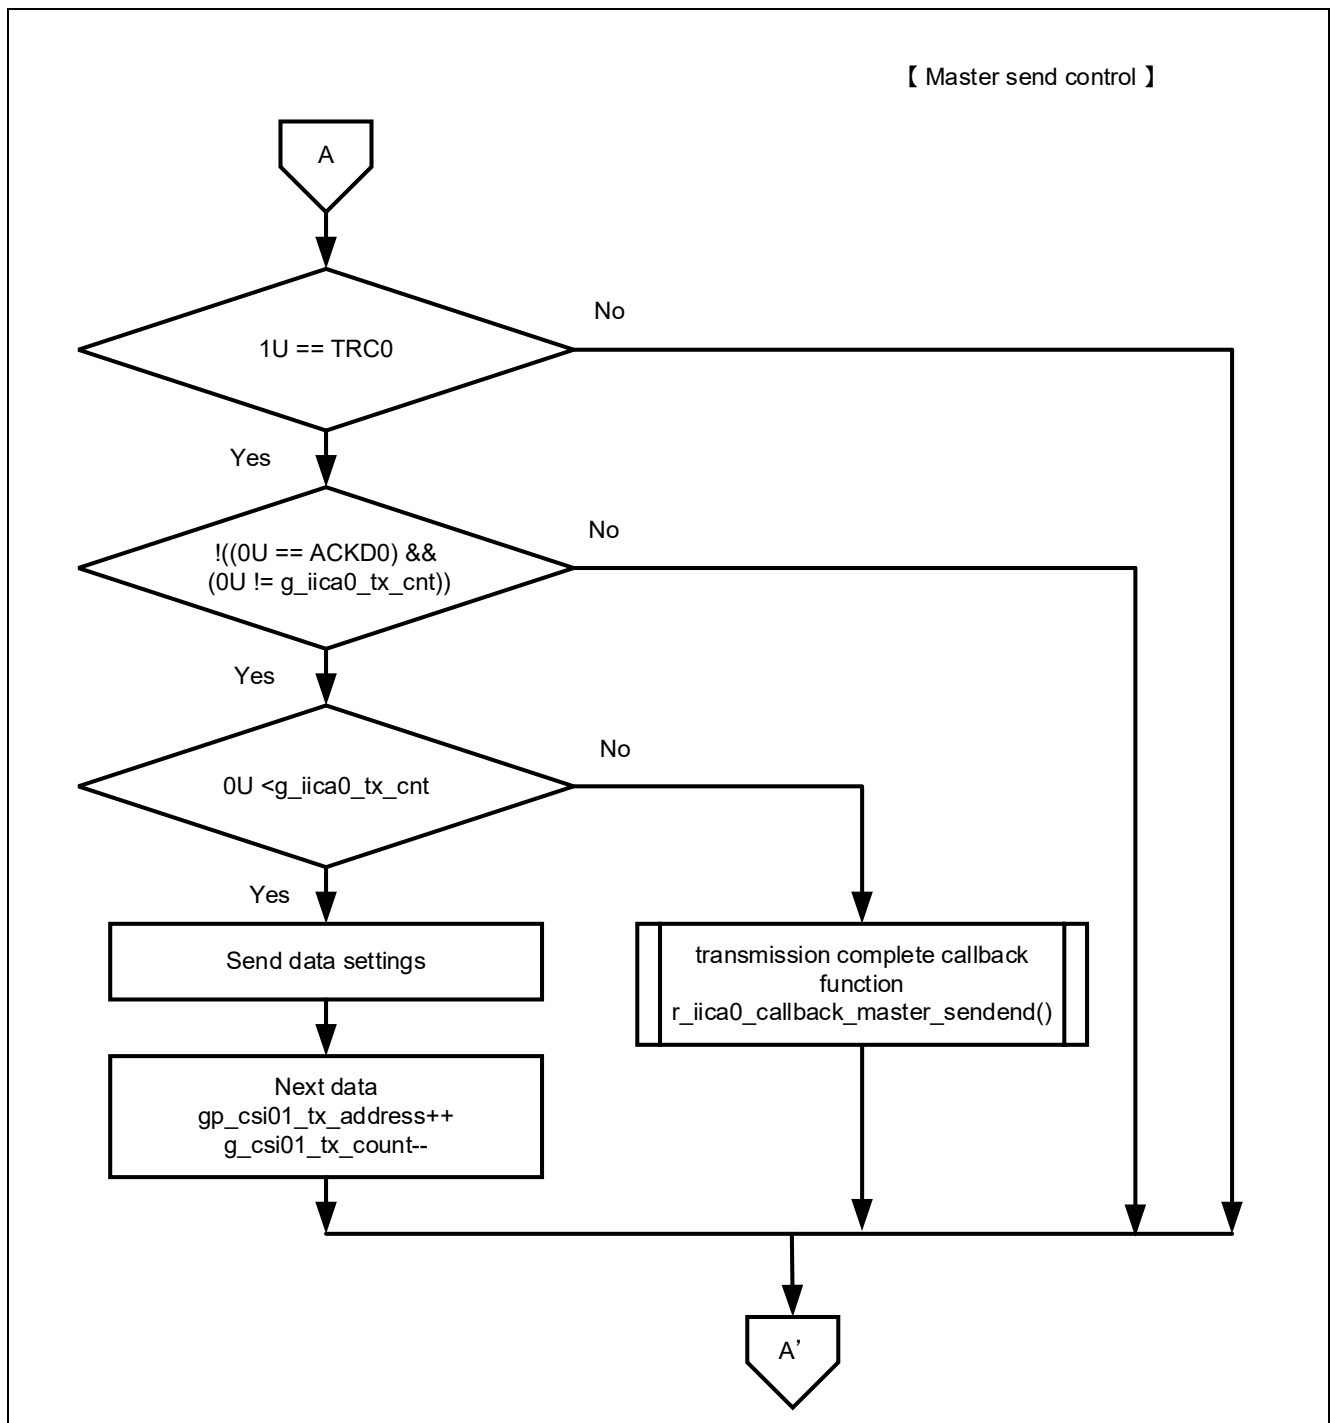 【 Master send control 】
A
1U == TRC0
No
Yes
!((0U == ACKD0) &&
(0U != g_iica0_tx_cnt))
No
Yes
0U <g_iica0_tx_cnt
No
Yes
Send data settings
transmission complete callback
function
r_iica0_callback_master_sendend()
Next data
gp_csi01_tx_address++
g_csi01_tx_count--
A’